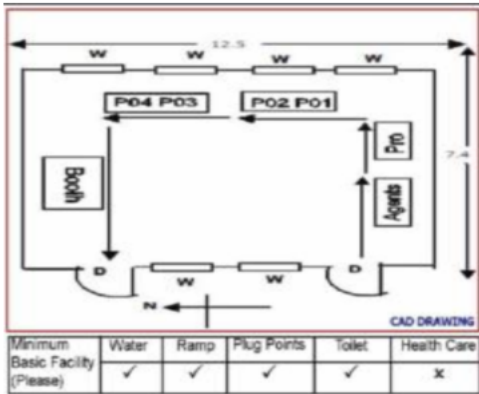 12.5
W W W W
P04 P03 P02 P01
Pro
7.4
Booth
Agents
D W W D
N
CAD DRAWING
Minimum Basic Facility (Please) Water Ramp Plug Points Toilet Health Care
✓ ✓ ✓ ✓ x